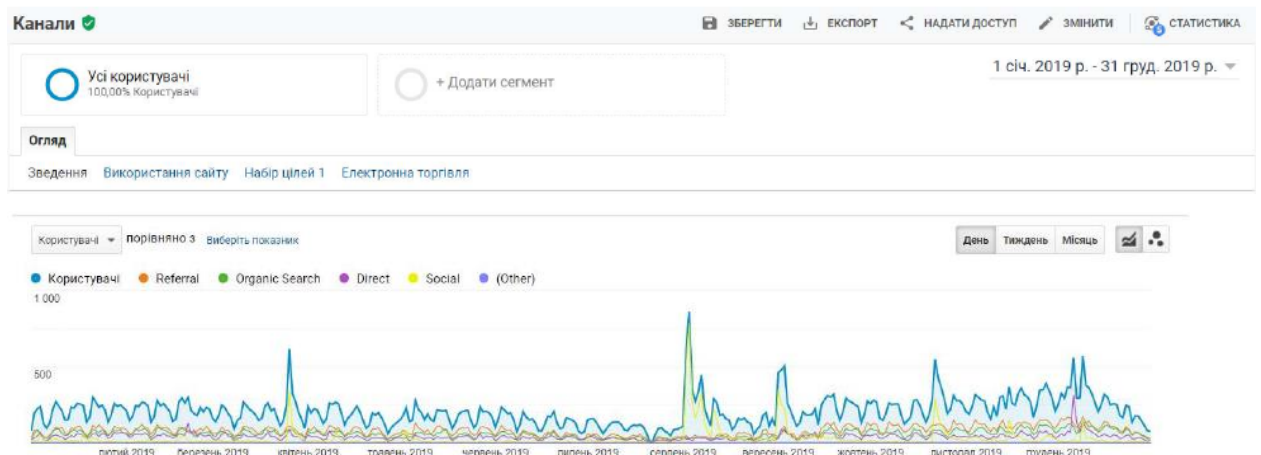 Канали
ЗБЕРЕГТИ ЕКСПОРТ НАДАТИ ДОСТУП ЗМІНИТИ СТАТИСТИКА
Усі користувачі
100,00% Користувачі
+ Додати сегмент
1 січ. 2019 р. - 31 груд. 2019 р.
Огляд
Зведення Використання сайту Набір цілей 1 Електронна торгівля
Користувачі порівняно з Виберіть показник
День Тиждень Місяць
Користувачі Referral Organic Search Direct Social (Other)
1 000
500
лютий 2019 березень 2019 квітень 2019 травень 2019 червень 2019 липень 2019 серпень 2019 вересень 2019 жовтень 2019 листопад 2019 грудень 2019